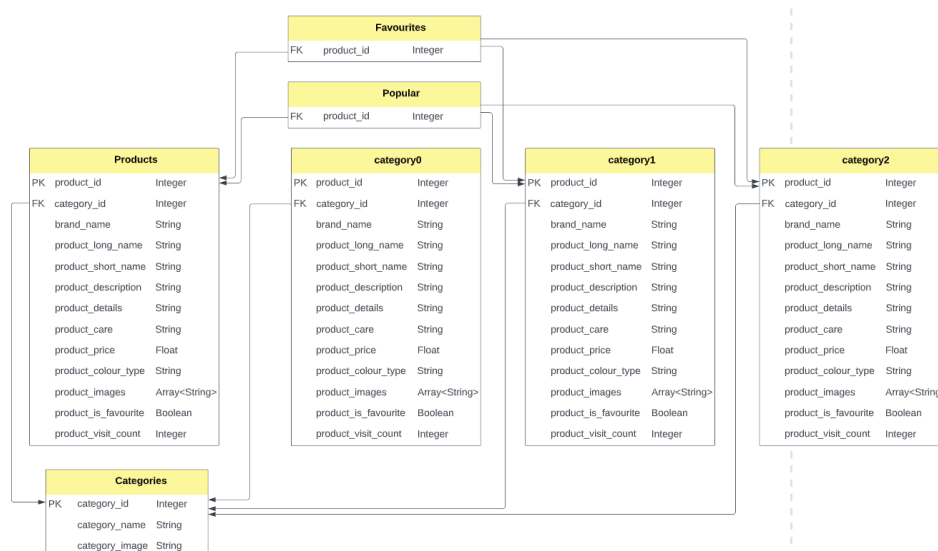 Favourites
FK product_id Integer
Popular
FK product_id Integer
Products
PK product_id Integer
FK category_id Integer
brand_name String
product_long_name String
product_short_name String
product_description String
product_details String
product_care String
product_price Float
product_colour_type String
product_images Array<String>
product_is_favourite Boolean
product_visit_count Integer
category0
PK product_id Integer
FK category_id Integer
brand_name String
product_long_name String
product_short_name String
product_description String
product_details String
product_care String
product_price Float
product_colour_type String
product_images Array<String>
product_is_favourite Boolean
product_visit_count Integer
category1
PK product_id Integer
FK category_id Integer
brand_name String
product_long_name String
product_short_name String
product_description String
product_details String
product_care String
product_price Float
product_colour_type String
product_images Array<String>
product_is_favourite Boolean
product_visit_count Integer
category2
PK product_id Integer
FK category_id Integer
brand_name String
product_long_name String
product_short_name String
product_description String
product_details String
product_care String
product_price Float
product_colour_type String
product_images Array<String
product_is_favourite Boolean
product_visit_count Integer
Categories
PK category_id Integer
category_name String
category_image String